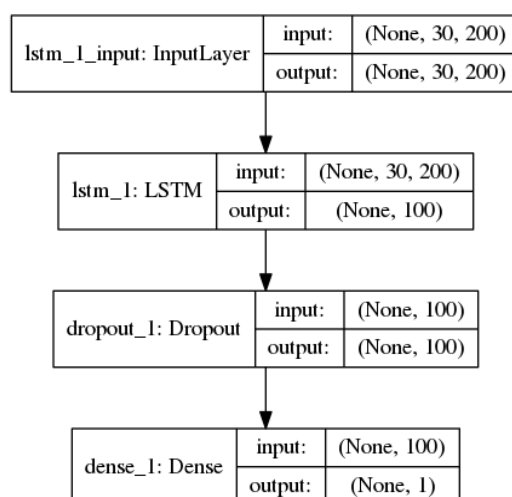 lstm_1_input: InputLayer
input: (None, 30, 200)
output: (None, 30, 200)
lstm_1: LSTM
input: (None, 30, 200)
output: (None, 100)
dropout_1: Dropout
input: (None, 100)
output: (None, 100)
dense_1: Dense
input: (None, 100)
output: (None, 1)